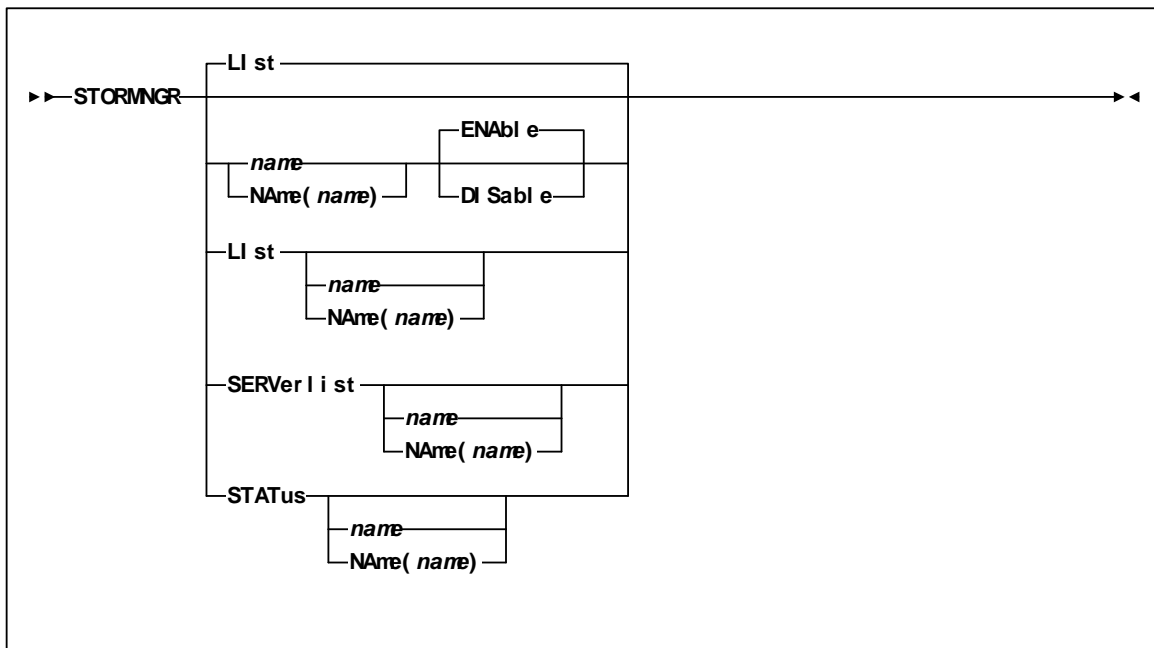 LIst
STORMNGR
ENAble
name
NAme(name)
DISable
LIst
name
NAme(name)
SERVerlist
name
NAme(name)
STATus
name
NAme(name)